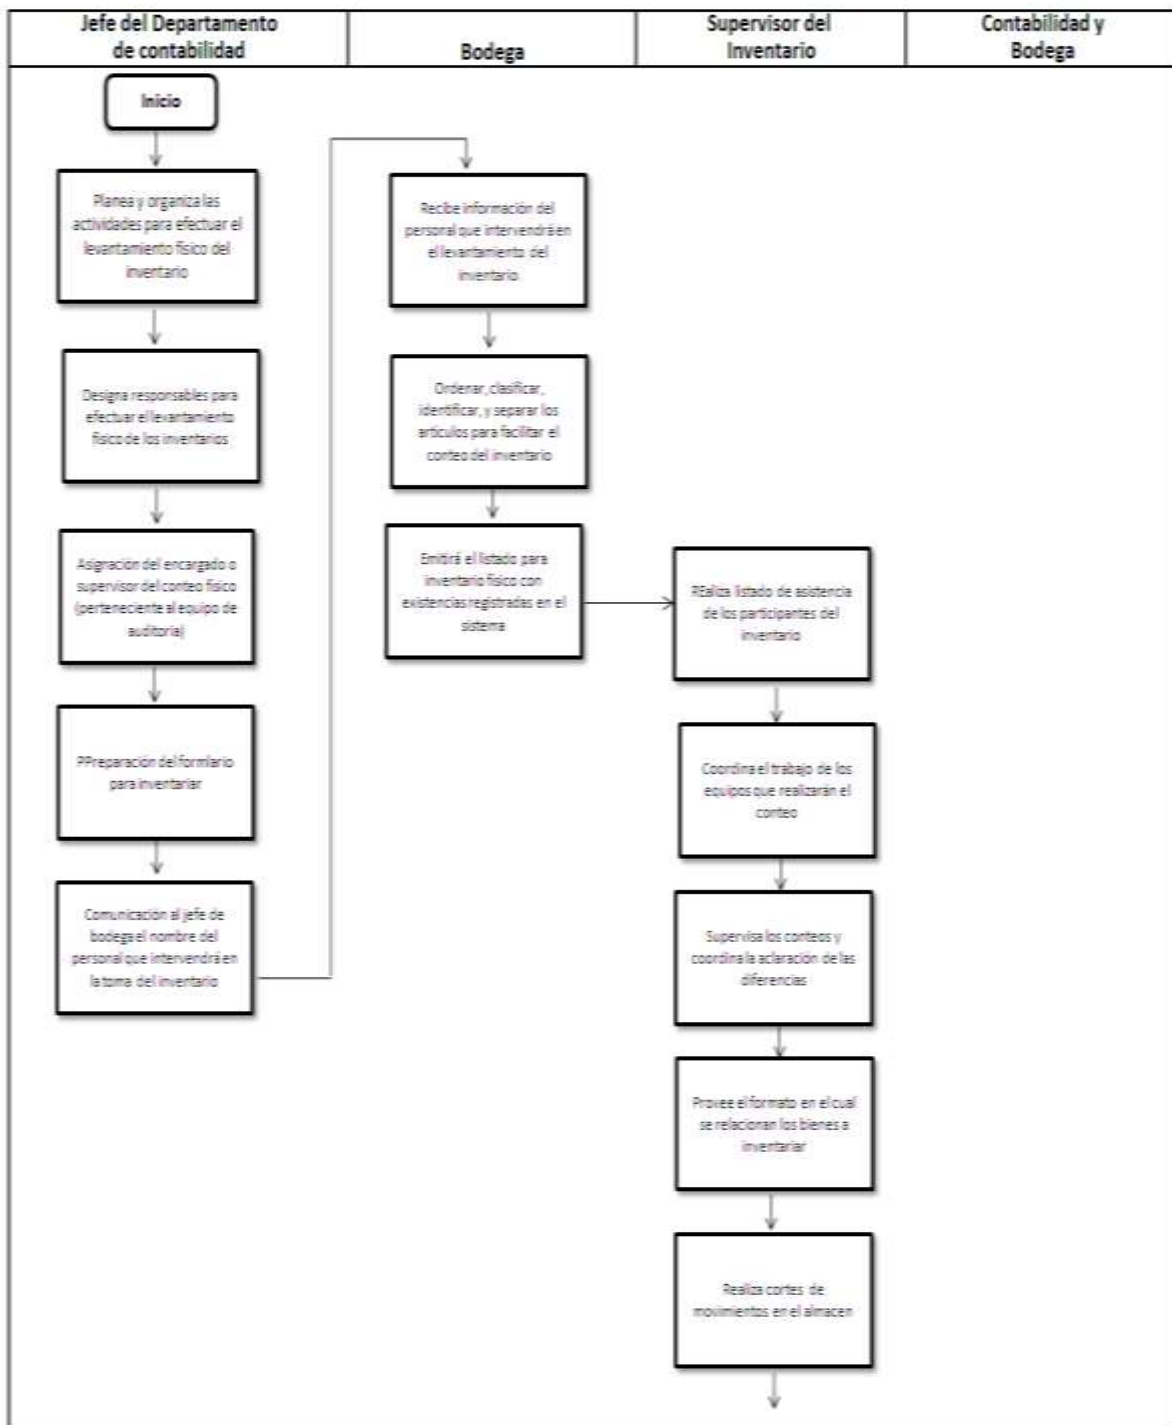 Jefe del Departamento
de contabilidad
Bodega
Supervisor del
Inventario
Contabilidad y
Bodega
Inicio
Planea y organiza las
actividades para efectuar el
levantamiento físico del
inventario
Designa responsables para
efectuar el levantamiento
físico de los inventarios
Asignación del encargado o
supervisor del conteo físico
(perteneciente al equipo de
auditoria)
PPreparación del formlario
para inventariar
Comunicación al jefe de
bodega el nombre del
personal que intervendrá en
la toma del inventario
Recibe información del
personal que intervendrá en
el levantamiento del
inventario
Ordenar, clasificar,
identificar, y separar los
articulos para facilitar el
conteo del inventario
Emitirá el listado para
inventario físico con
existencias registradas en el
sistema
REaliza listado de asistencia
de los participantes del
inventario
Coordina el trabajo de los
equipos que realizarán el
conteo
Supervisa los conteos y
coordina la aclaración de las
diferencias
Provee el formato en el cual
se relacionan los bienes a
inventariar
Realiza cortes de
movimientos en el almacen